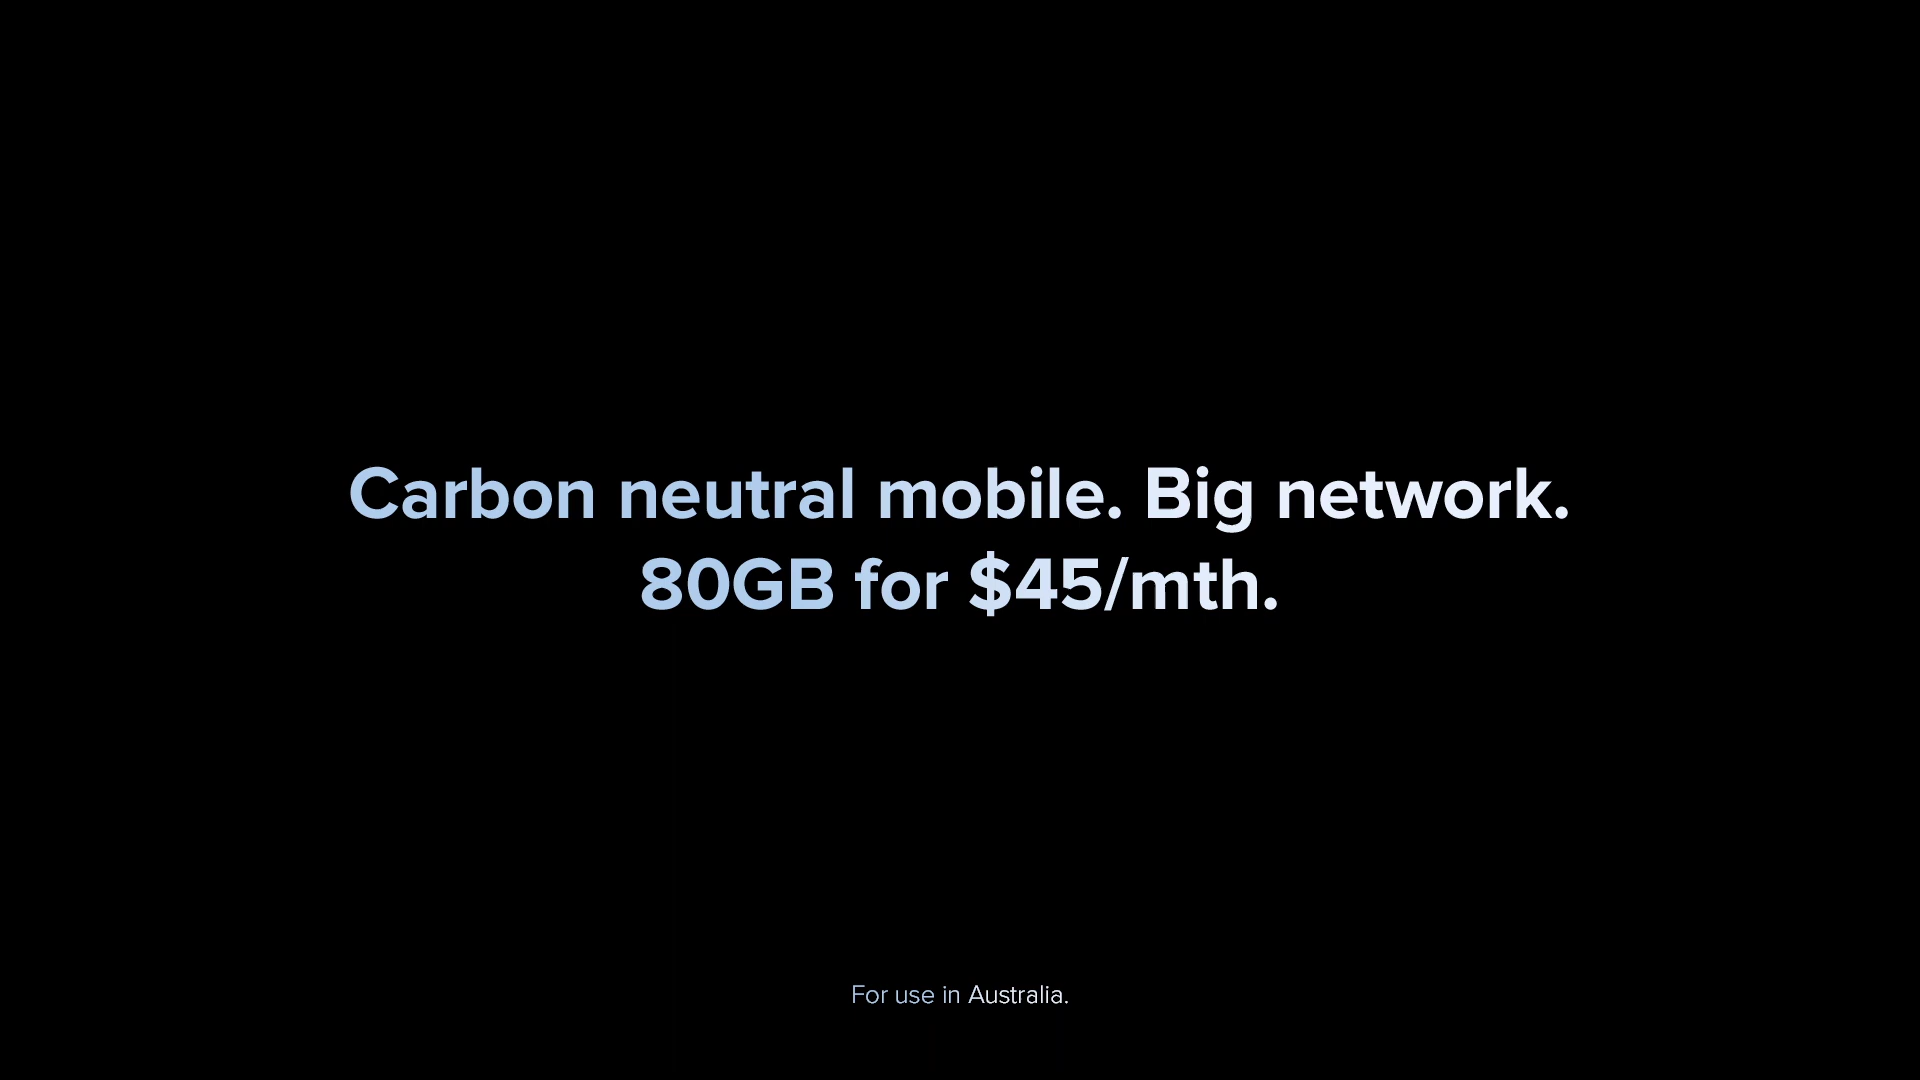 Carbon neutral mobile. Big network.
80GB for $45/mth.
For use in Australia.